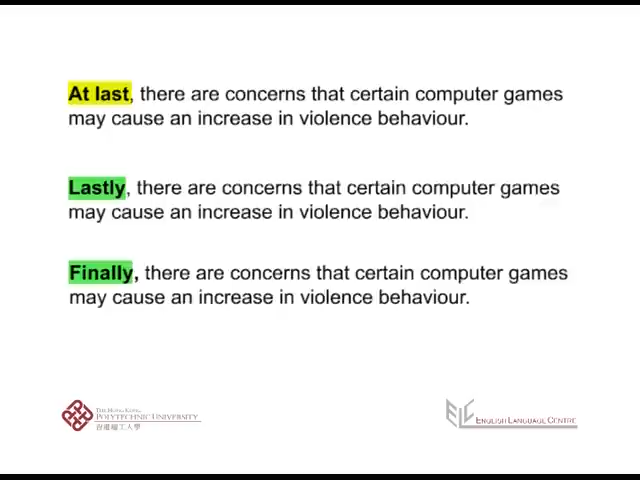 At last, there are concerns that certain computer games
may cause an increase in violence behaviour.
Lastly, there are concerns that certain computer games
may cause an increase in violence behaviour.
Finally, there are concerns that certain computer games
may cause an increase in violence behaviour.
THE HONG KONG
POLYTECHNIC UNIVERSITY
香港理工大學
ELC ENGLISH LANGUAGE CENTRE